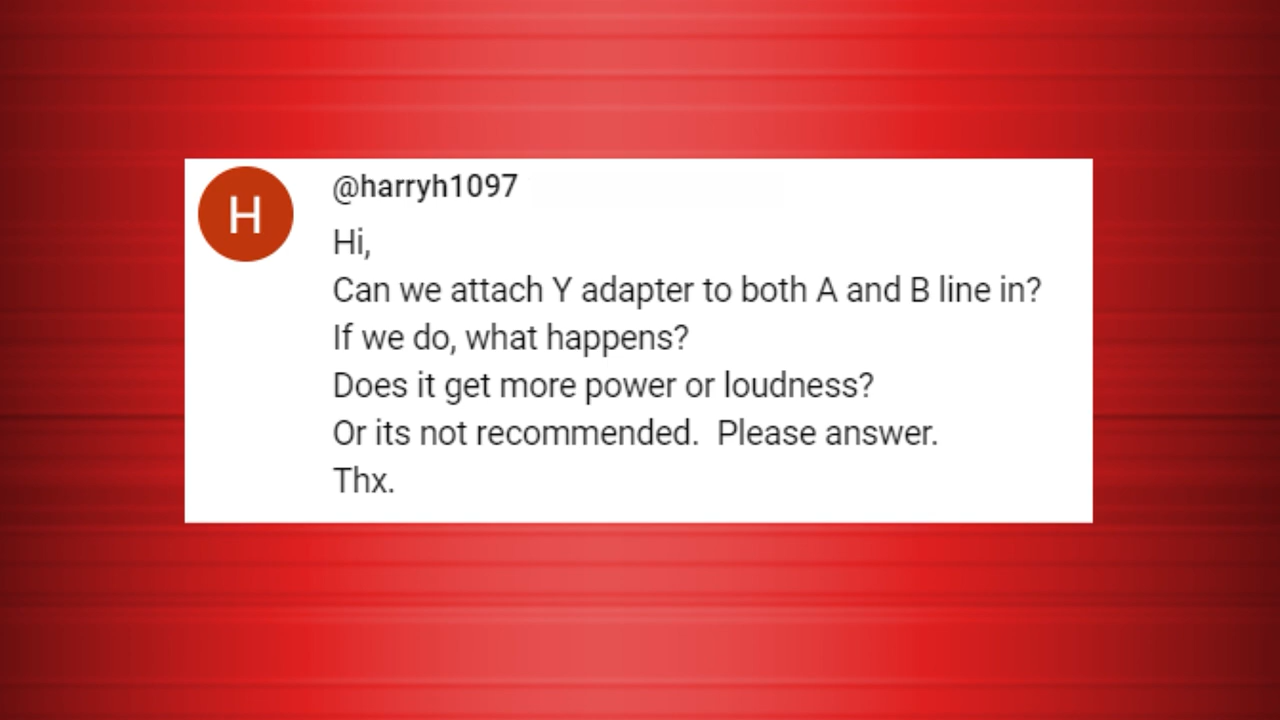 H
@harryh1097
Hi,
Can we attach Y adapter to both A and B line in?
If we do, what happens?
Does it get more power or loudness?
Or its not recommended.  Please answer.
Thx.